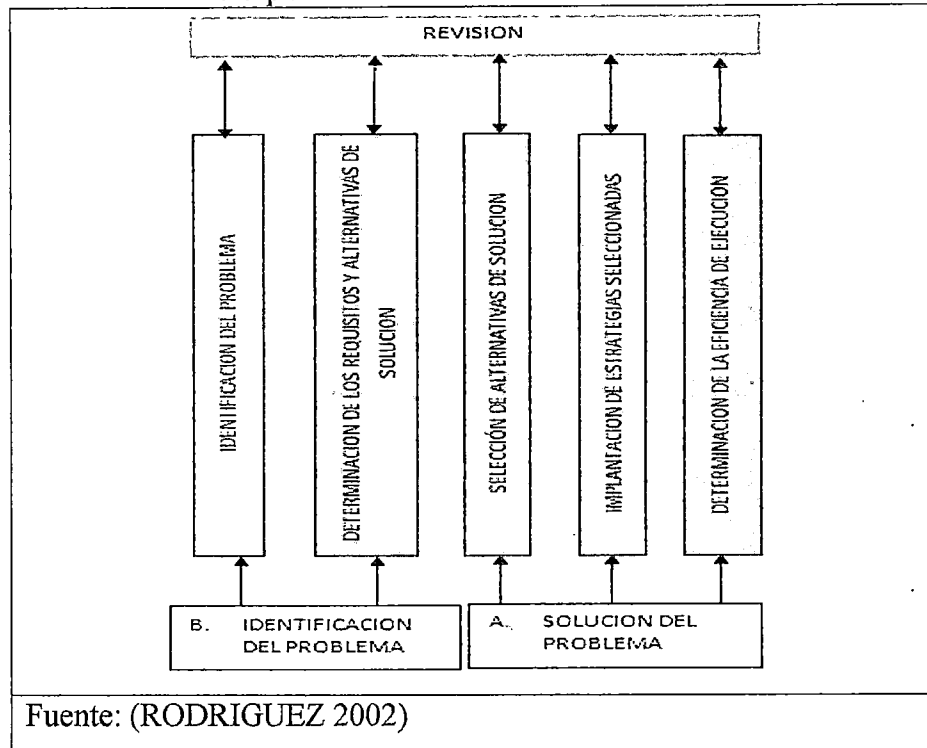 REVISION
IDENTIFICACION DEL PROBLEMA
DETERMINACION DE LOS REQUISITOS Y ALTERNATIVAS DE
SOLUCION
SELECCIÓN DE ALTERNATIVAS DE SOLUCION
IMPLANTACION DE ESTRATEGIAS SELECCIONADAS
DETERMINACION DE LA EFICIENCIA DE EJECUCION
B. IDENTIFICACION
DEL PROBLEMA
A. SOLUCION DEL
PROBLEMA
Fuente: (RODRIGUEZ 2002)